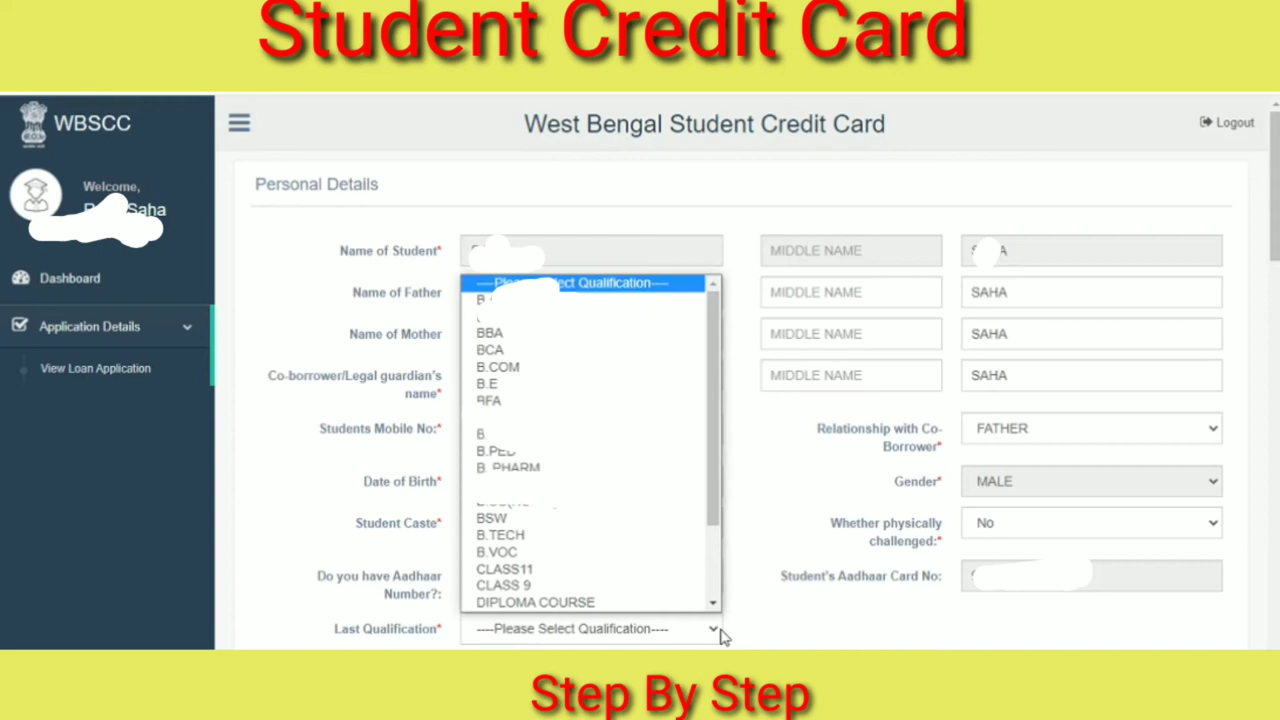 Student Credit Card
WBSCC
West Bengal Student Credit Card
Logout
Welcome,
Saha
Dashboard
Application Details
View Loan Application
Personal Details
Name of Student*
MIDDLE NAME
Name of Father
MIDDLE NAME
SAHA
Name of Mother
MIDDLE NAME
SAHA
Co-borrower/Legal guardian's
name*
MIDDLE NAME
SAHA
Students Mobile No:*
Relationship with Co-
Borrower*
FATHER
Date of Birth*
Gender*
MALE
Student Caste*
Whether physically
challenged:*
No
Do you have Aadhaar
Number?:
Student's Aadhaar Card No:
----Select Qualification----
BBA
BCA
B.COM
B.E
BFA
B.PED
B. PHARM
BSW
B.TECH
B.VOC
CLASS11
CLASS 9
DIPLOMA COURSE
Last Qualification*
----Please Select Qualification----
Step By Step